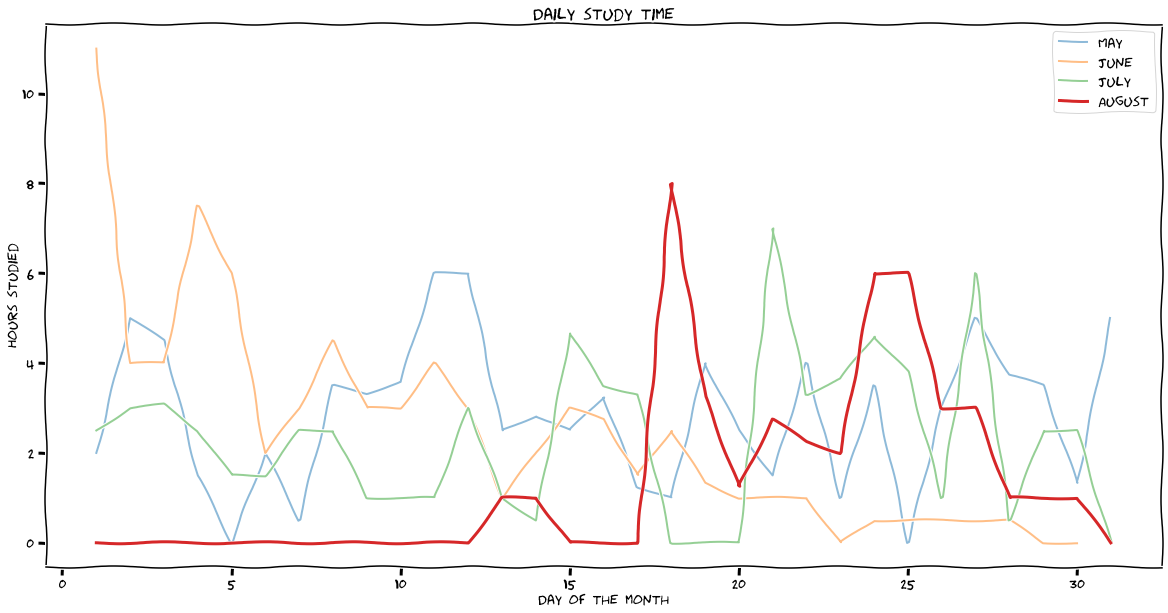 DAILY STUDY TIME
MAY
JUNE
JULY
AUGUST
10
8
6
4
2
0
HOURS STUDIED
0 5 10 15 20 25 30
DAY OF THE MONTH